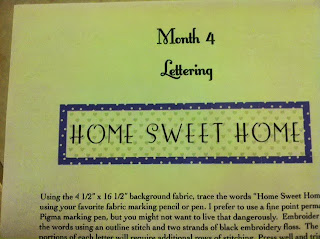 Month 4
Lettering
HOME SWEET HOME
Using the 4 1/2" x 16 1/2" background fabric, trace the words "Home Sweet Hom
using your favorite fabric marking pencil or pen. I prefer to use a fine point perma
Pigma marking pen, but you might not want to live that dangerously. Embroider
the words using an outline stitch and two strands of black embroidery floss. The
portions of each letter will require additional rows of stitching. Press well and tri